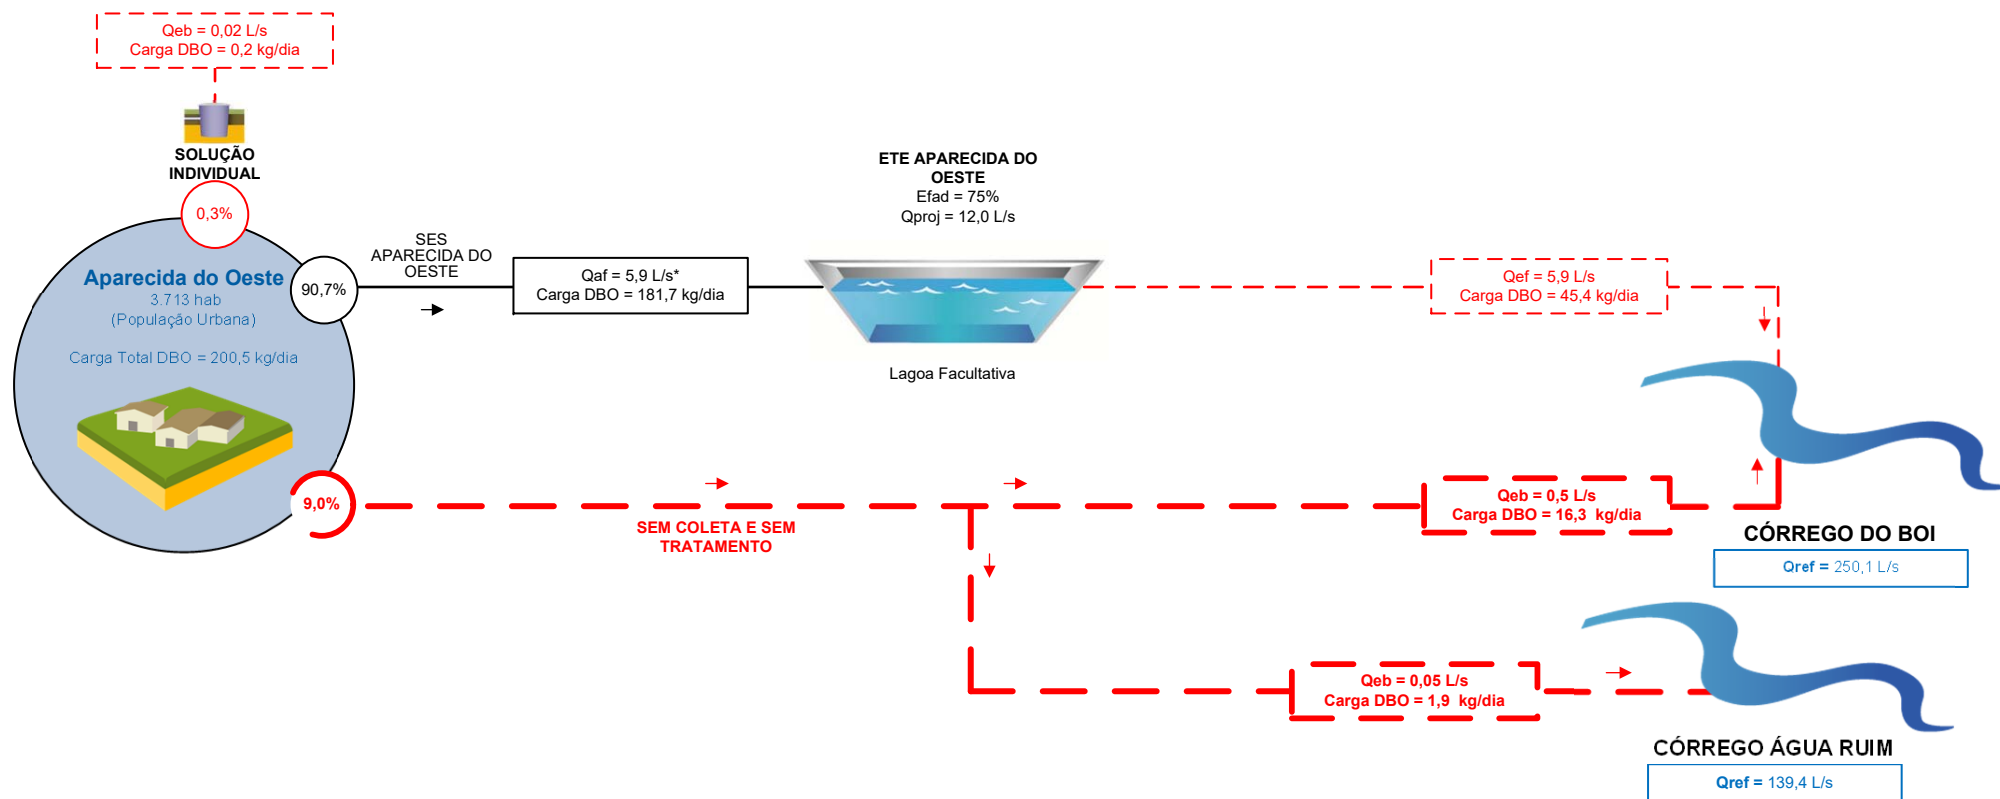 Qeb = 0,02 L/s
Carga DBO = 0,2 kg/dia
SOLUÇÃO
INDIVIDUAL
0,3%
Aparecida do Oeste
3.713 hab
(População Urbana)
Carga Total DBO = 200,5 kg/dia
90,7%
SES
APARECIDA DO
OESTE
Qaf = 5,9 L/s*
Carga DBO = 181,7 kg/dia
ETE APARECIDA DO
OESTE
Efad = 75%
Qproj = 12,0 L/s
Lagoa Facultativa
Qef = 5,9 L/s
Carga DBO = 45,4 kg/dia
9,0%
SEM COLETA E SEM
TRATAMENTO
Qeb = 0,5 L/s
Carga DBO = 16,3 kg/dia
CÓRREGO DO BOI
Qref = 250,1 L/s
Qeb = 0,05 L/s
Carga DBO = 1,9 kg/dia
CÓRREGO ÁGUA RUIM
Qref = 139,4 L/s